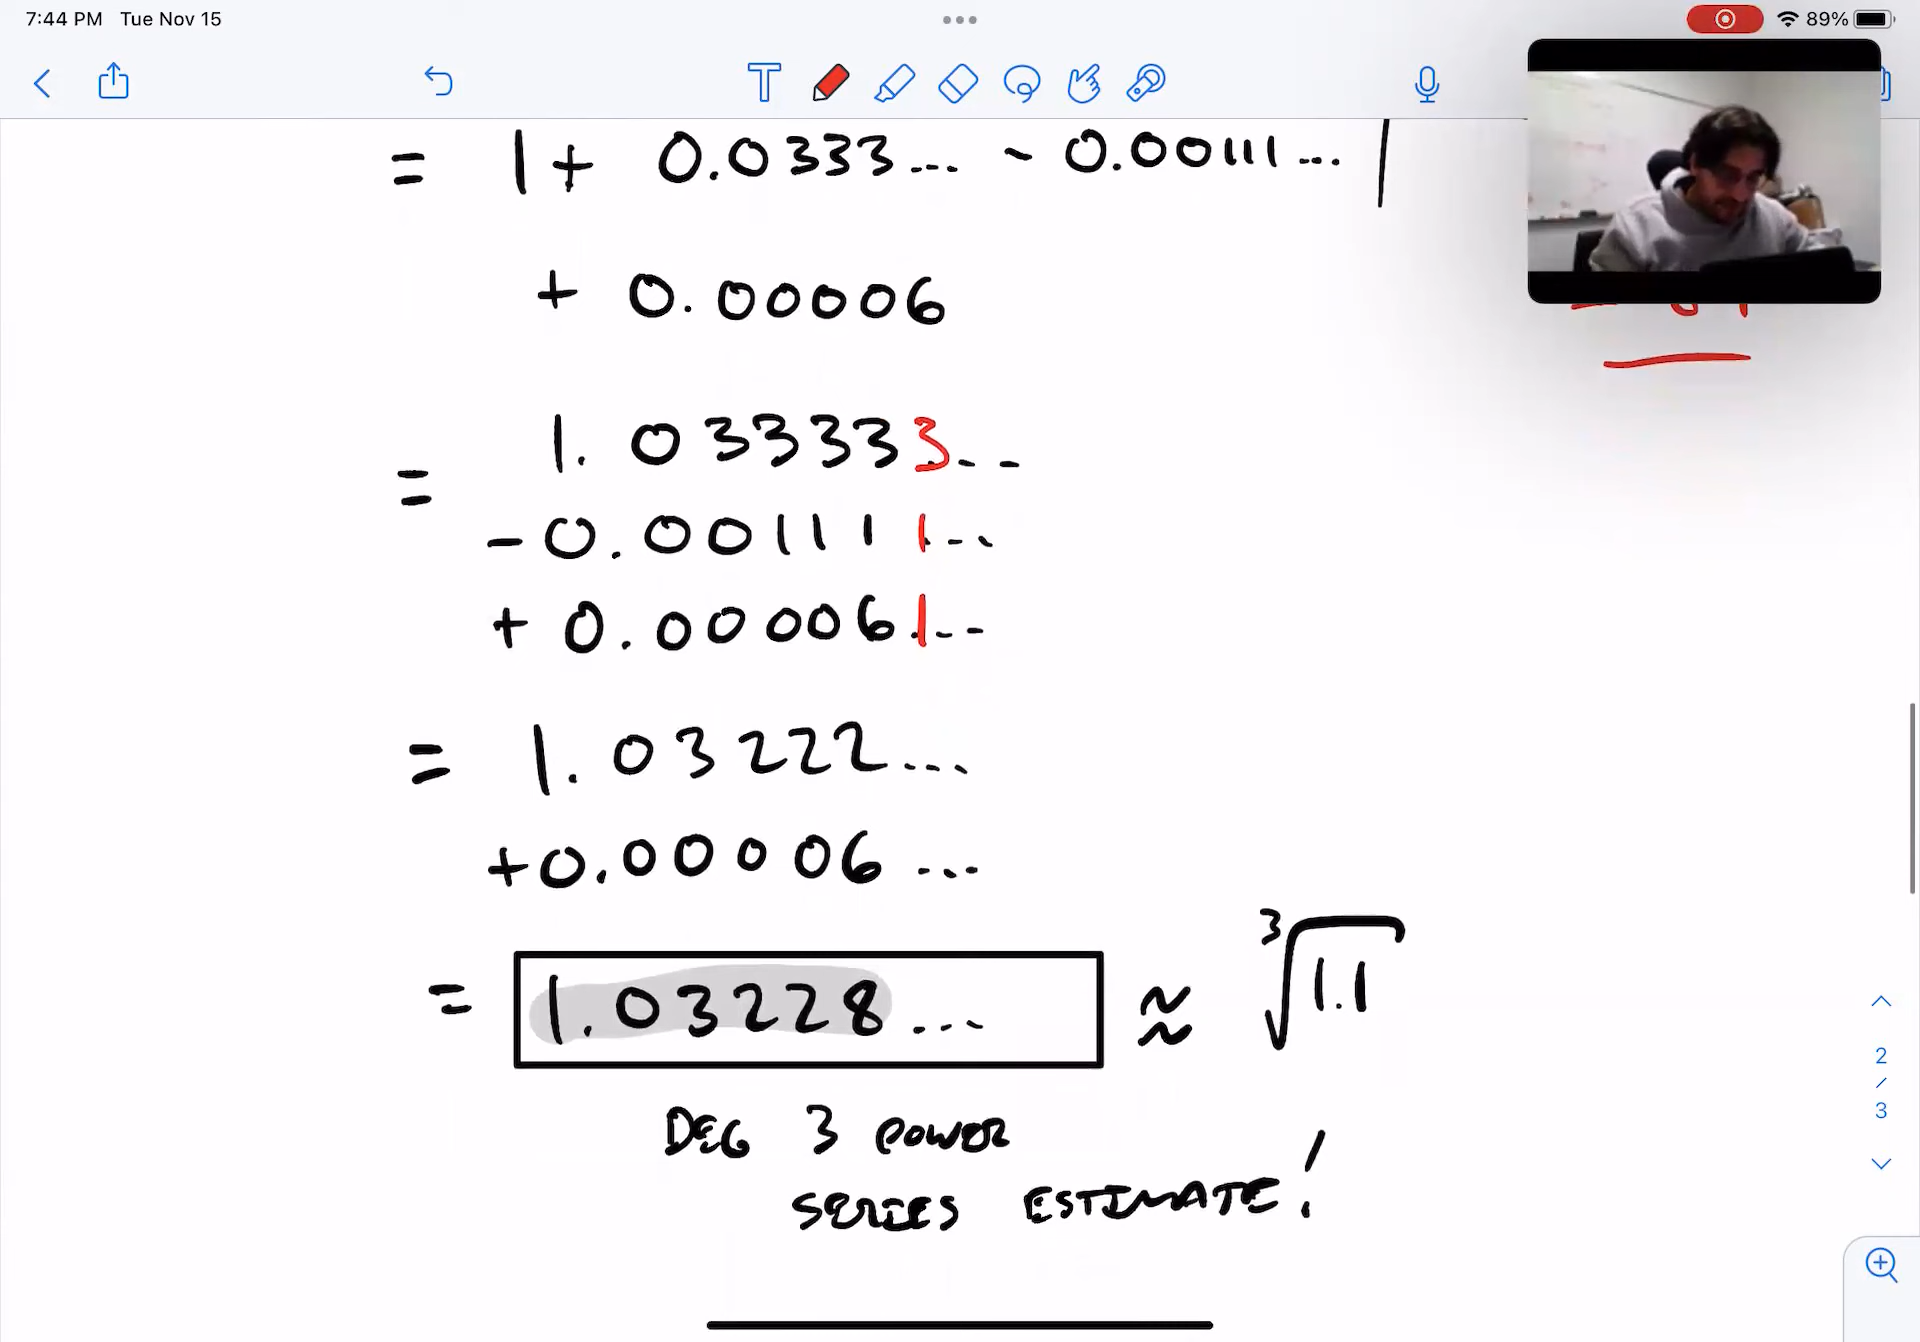 7:44 PM Tue Nov 15
89%
= 1 + 0.0333... - 0.00111...
+ 0.00006
= 1.033333...
- 0.001111...
+ 0.000061...
= 1.03222...
+0.00006...
= 1.03228... ≈ ∛1.1
DEG 3 POWER
SERIES ESTIMATE!
2
/
3